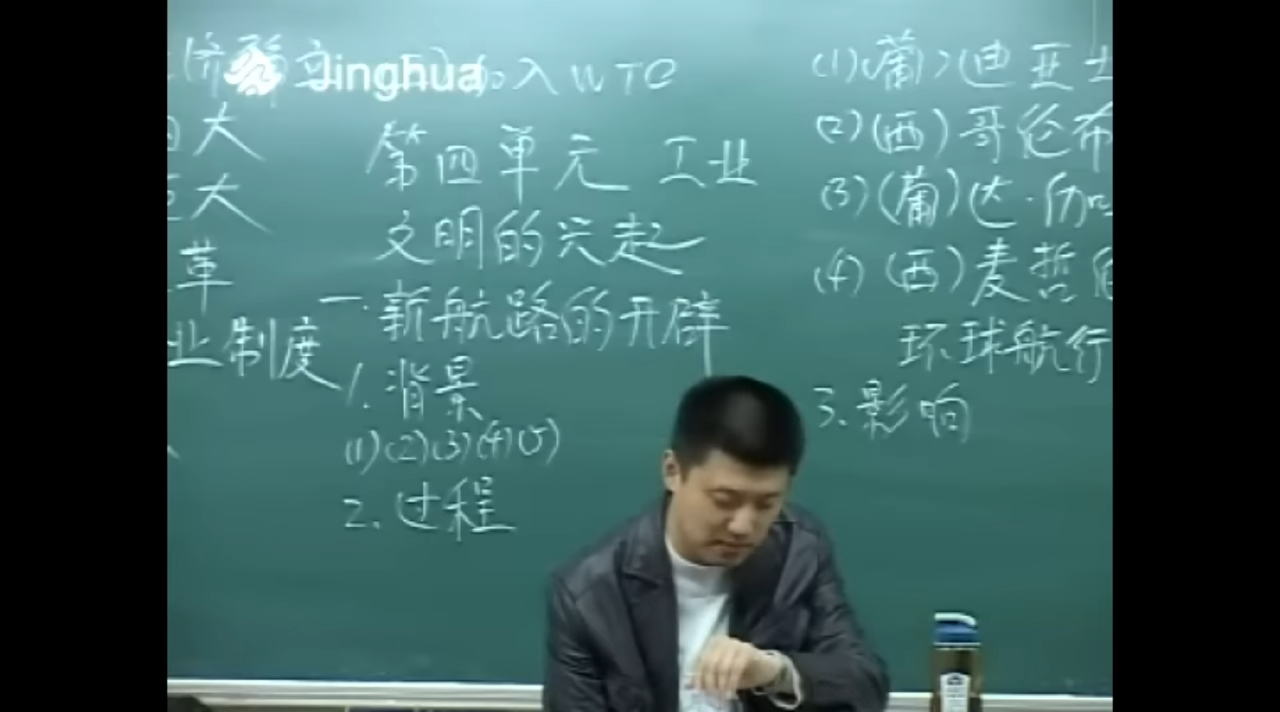 Jinghua
入WTO
大
大
革
业制度
第四单元 工业
文明的兴起
一.新航路的开辟
1.背景
(1)(2)(3)(4)(5)
2.过程
(1)(葡)迪亚士
(2)(西)哥伦布
(3)(葡)达·伽
(4)(西)麦哲
环球航行
3.影响